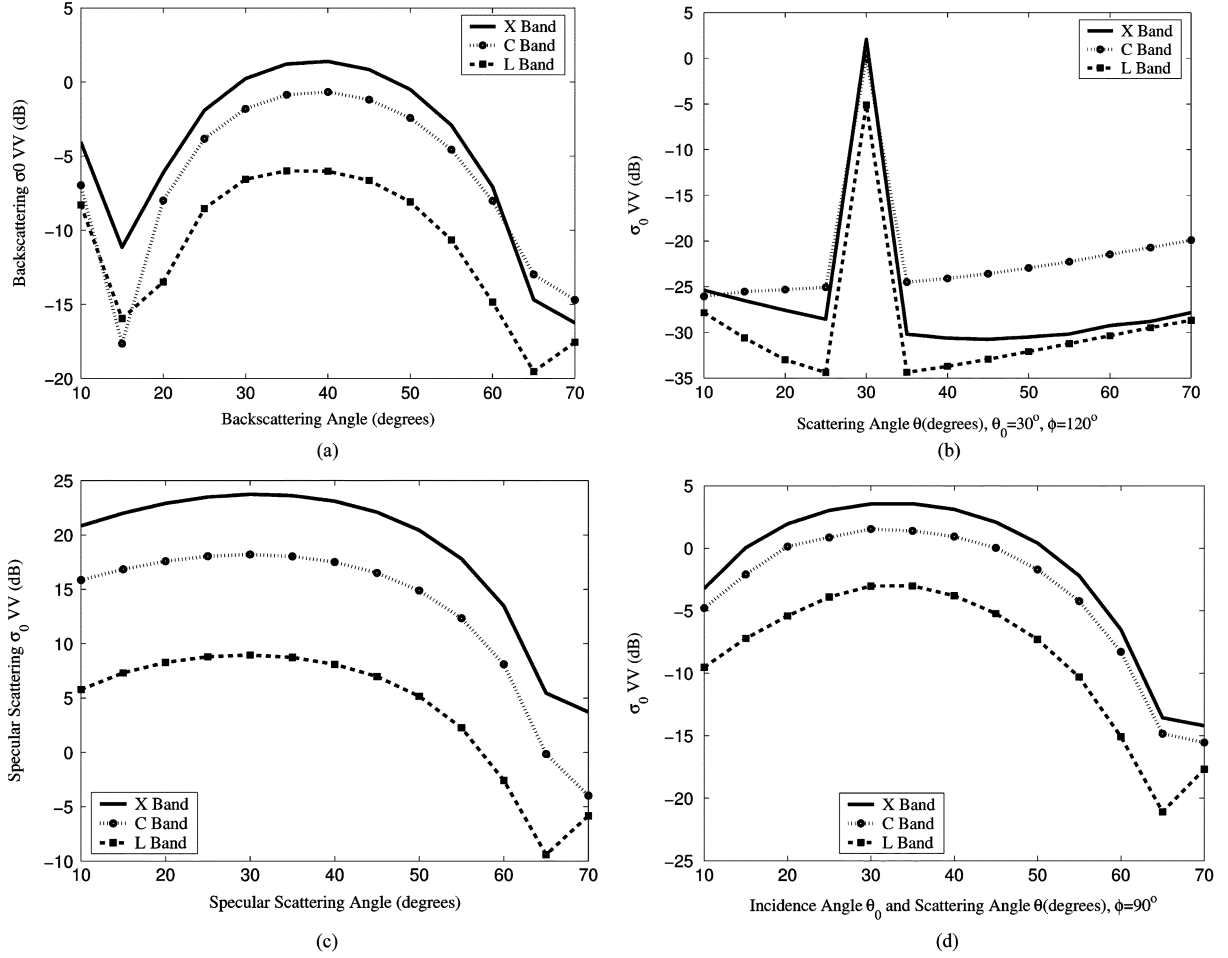 5
0
−5
−10
−15
−20
10 20 30 40 50 60 70
Backscattering σ0 VV (dB)
Backscattering Angle (degrees)
X Band
C Band
L Band
(a)
5
0
−5
−10
−15
−20
−25
−30
−35
10 20 30 40 50 60 70
σ₀ VV (dB)
Scattering Angle θ(degrees), θ₀=30°, ϕ=120°
X Band
C Band
L Band
(b)
25
20
15
10
5
0
−5
−10
10 20 30 40 50 60 70
Specular Scattering σ₀ VV (dB)
Specular Scattering Angle (degrees)
X Band
C Band
L Band
(c)
5
0
−5
−10
−15
−20
−25
10 20 30 40 50 60 70
σ₀ VV (dB)
Incidence Angle θ₀ and Scattering Angle θ(degrees), ϕ=90°
X Band
C Band
L Band
(d)